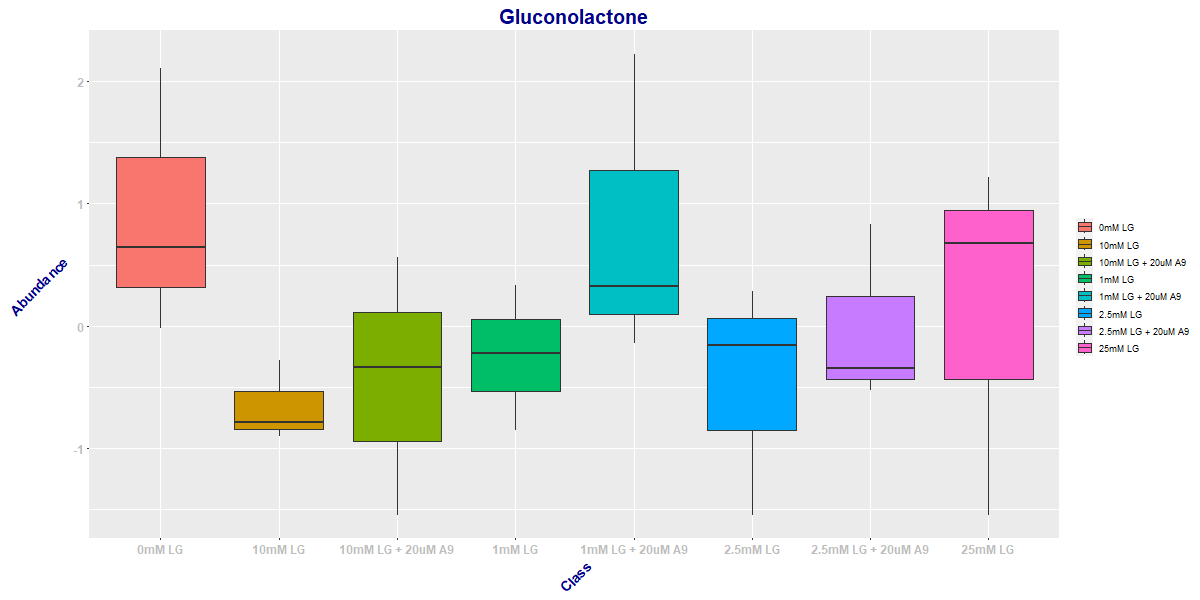 Gluconolactone
Abundance
2
1
0
-1
0mM LG
10mM LG
10mM LG + 20uM A9
1mM LG
1mM LG + 20uM A9
2.5mM LG
2.5mM LG + 20uM A9
25mM LG
Class
0mM LG
10mM LG
10mM LG + 20uM A9
1mM LG
1mM LG + 20uM A9
2.5mM LG
2.5mM LG + 20uM A9
25mM LG